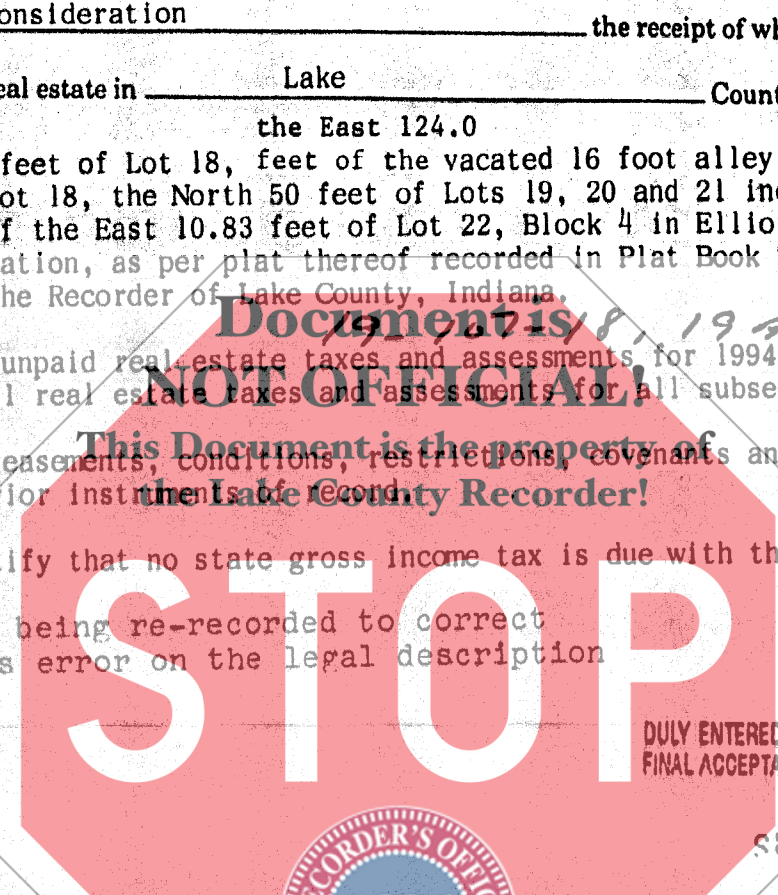 onsideration
the receipt of wh
eal estate in Lake Count
the East 124.0
feet of Lot 18, feet of the vacated 16 foot alley
ot 18, the North 50 feet of Lots 19, 20 and 21 inc
f the East 10.83 feet of Lot 22, Block 4 in Ellio
ation, as per plat thereof recorded in Plat Book
he Recorder of Lake County, Indiana.
Document is
18, 19
unpaid real estate taxes and assessments for 1994
NOT OFFICIAL!
l real estate taxes and assessments for all subse
This Document is the property of
easements, conditions, restrictions, covenants an
the Lake County Recorder!
ior instruments of record.
ify that no state gross income tax is due with th
STOP
being re-recorded to correct
s error on the legal description
DULY ENTERED
FINAL ACCEPTA
CORDER'S OFFIC